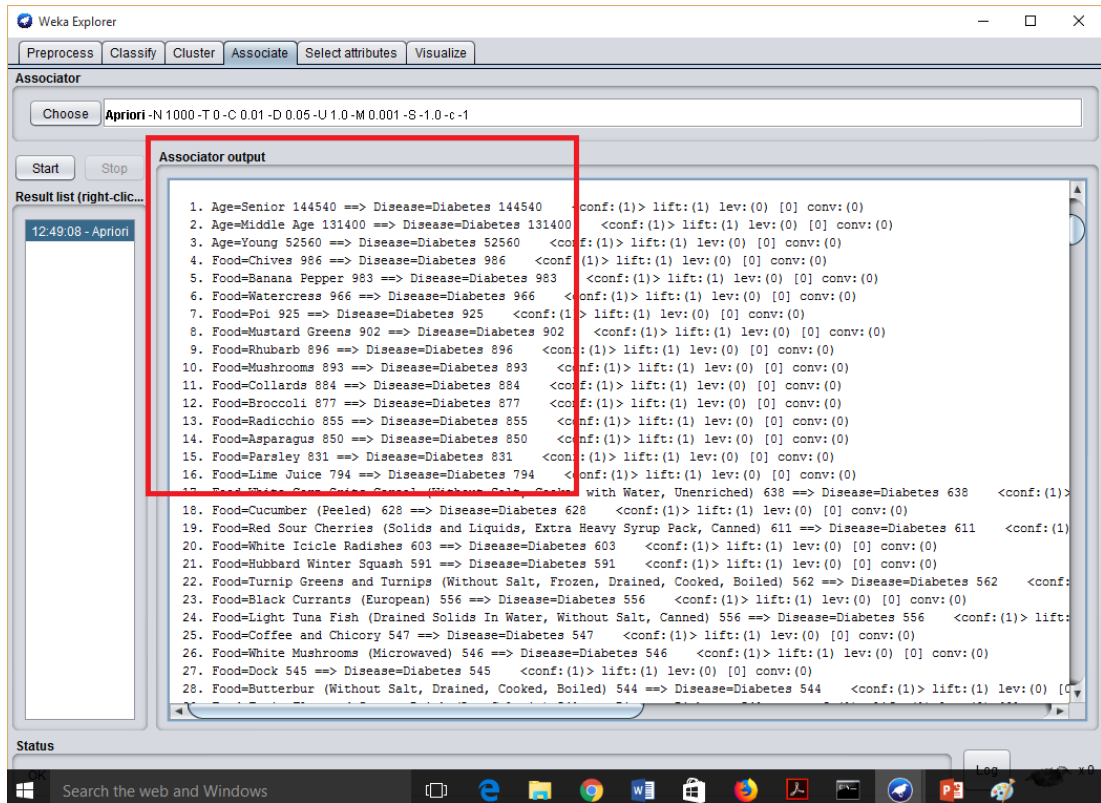 Weka Explorer
Preprocess Classify Cluster Associate Select attributes Visualize
Associator
Choose Apriori -N 1000 -T 0 -C 0.01 -D 0.05 -U 1.0 -M 0.001 -S -1.0 -c -1
Start Stop
Associator output
Result list (right-clic...
12:49:08 - Apriori
1. Age=Senior 144540 ==> Disease=Diabetes 144540 <conf:(1)> lift:(1) lev:(0) [0] conv:(0)
2. Age=Middle Age 131400 ==> Disease=Diabetes 131400 <conf:(1)> lift:(1) lev:(0) [0] conv:(0)
3. Age=Young 52560 ==> Disease=Diabetes 52560 <conf:(1)> lift:(1) lev:(0) [0] conv:(0)
4. Food=Chives 986 ==> Disease=Diabetes 986 <conf:(1)> lift:(1) lev:(0) [0] conv:(0)
5. Food=Banana Pepper 983 ==> Disease=Diabetes 983 <conf:(1)> lift:(1) lev:(0) [0] conv:(0)
6. Food=Watercress 966 ==> Disease=Diabetes 966 <conf:(1)> lift:(1) lev:(0) [0] conv:(0)
7. Food=Poi 925 ==> Disease=Diabetes 925 <conf:(1)> lift:(1) lev:(0) [0] conv:(0)
8. Food=Mustard Greens 902 ==> Disease=Diabetes 902 <conf:(1)> lift:(1) lev:(0) [0] conv:(0)
9. Food=Rhubarb 896 ==> Disease=Diabetes 896 <conf:(1)> lift:(1) lev:(0) [0] conv:(0)
10. Food=Mushrooms 893 ==> Disease=Diabetes 893 <conf:(1)> lift:(1) lev:(0) [0] conv:(0)
11. Food=Collards 884 ==> Disease=Diabetes 884 <conf:(1)> lift:(1) lev:(0) [0] conv:(0)
12. Food=Broccoli 877 ==> Disease=Diabetes 877 <conf:(1)> lift:(1) lev:(0) [0] conv:(0)
13. Food=Radicchio 855 ==> Disease=Diabetes 855 <conf:(1)> lift:(1) lev:(0) [0] conv:(0)
14. Food=Asparagus 850 ==> Disease=Diabetes 850 <conf:(1)> lift:(1) lev:(0) [0] conv:(0)
15. Food=Parsley 831 ==> Disease=Diabetes 831 <conf:(1)> lift:(1) lev:(0) [0] conv:(0)
16. Food=Lime Juice 794 ==> Disease=Diabetes 794 <conf:(1)> lift:(1) lev:(0) [0] conv:(0)
with Water, Unenriched) 638 ==> Disease=Diabetes 638 <conf:(1)>
18. Food=Cucumber (Peeled) 628 ==> Disease=Diabetes 628 <conf:(1)> lift:(1) lev:(0) [0] conv:(0)
19. Food=Red Sour Cherries (Solids and Liquids, Extra Heavy Syrup Pack, Canned) 611 ==> Disease=Diabetes 611 <conf:(1)
20. Food=White Icicle Radishes 603 ==> Disease=Diabetes 603 <conf:(1)> lift:(1) lev:(0) [0] conv:(0)
21. Food=Hubbard Winter Squash 591 ==> Disease=Diabetes 591 <conf:(1)> lift:(1) lev:(0) [0] conv:(0)
22. Food=Turnip Greens and Turnips (Without Salt, Frozen, Drained, Cooked, Boiled) 562 ==> Disease=Diabetes 562 <conf:
23. Food=Black Currants (European) 556 ==> Disease=Diabetes 556 <conf:(1)> lift:(1) lev:(0) [0] conv:(0)
24. Food=Light Tuna Fish (Drained Solids In Water, Without Salt, Canned) 556 ==> Disease=Diabetes 556 <conf:(1)> lift:
25. Food=Coffee and Chicory 547 ==> Disease=Diabetes 547 <conf:(1)> lift:(1) lev:(0) [0] conv:(0)
26. Food=White Mushrooms (Microwaved) 546 ==> Disease=Diabetes 546 <conf:(1)> lift:(1) lev:(0) [0] conv:(0)
27. Food=Dock 545 ==> Disease=Diabetes 545 <conf:(1)> lift:(1) lev:(0) [0] conv:(0)
28. Food=Butterbur (Without Salt, Drained, Cooked, Boiled) 544 ==> Disease=Diabetes 544 <conf:(1)> lift:(1) lev:(0) [0
Status
OK
Log
x 0
Search the web and Windows